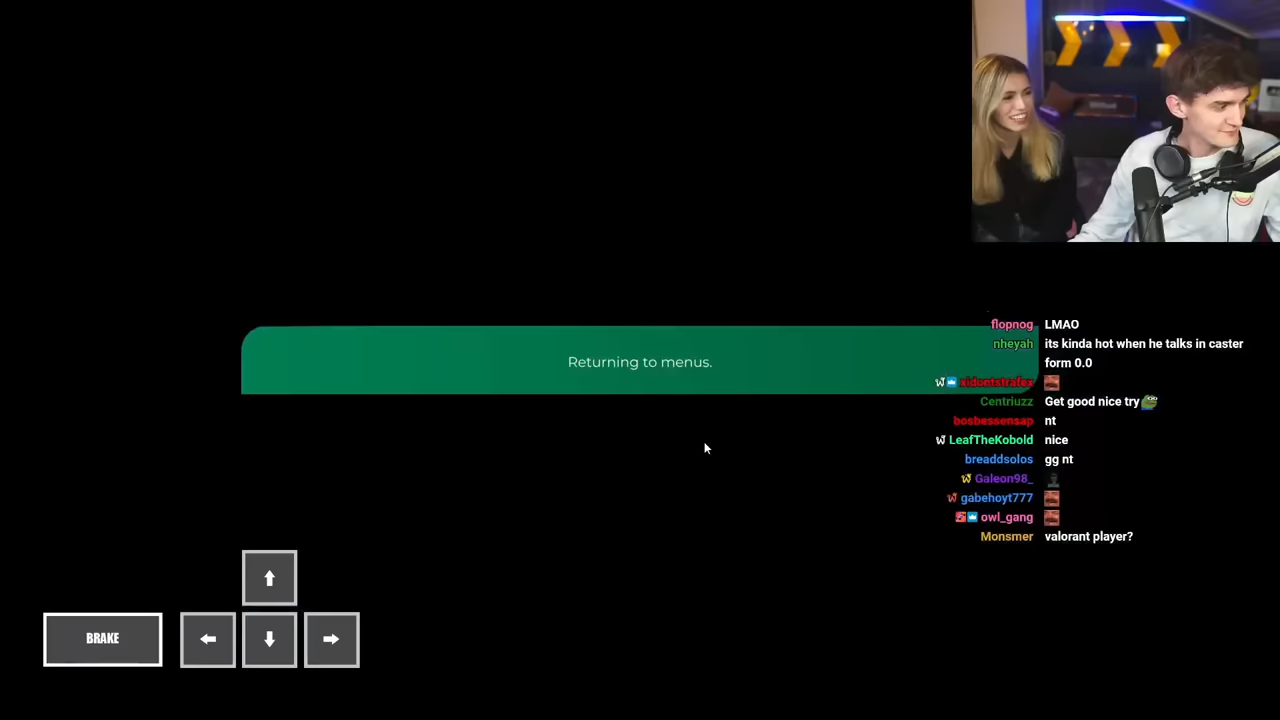 Returning to menus.
flopnog LMAO
nheyah its kinda hot when he talks in caster
form 0.0
xidontstrafex
Centriuzz Get good nice try
bosbessensap nt
LeafTheKobold nice
breaddsolos gg nt
Galeon98_
gabehoyt777
owl_gang
Monsmer valorant player?
BRAKE